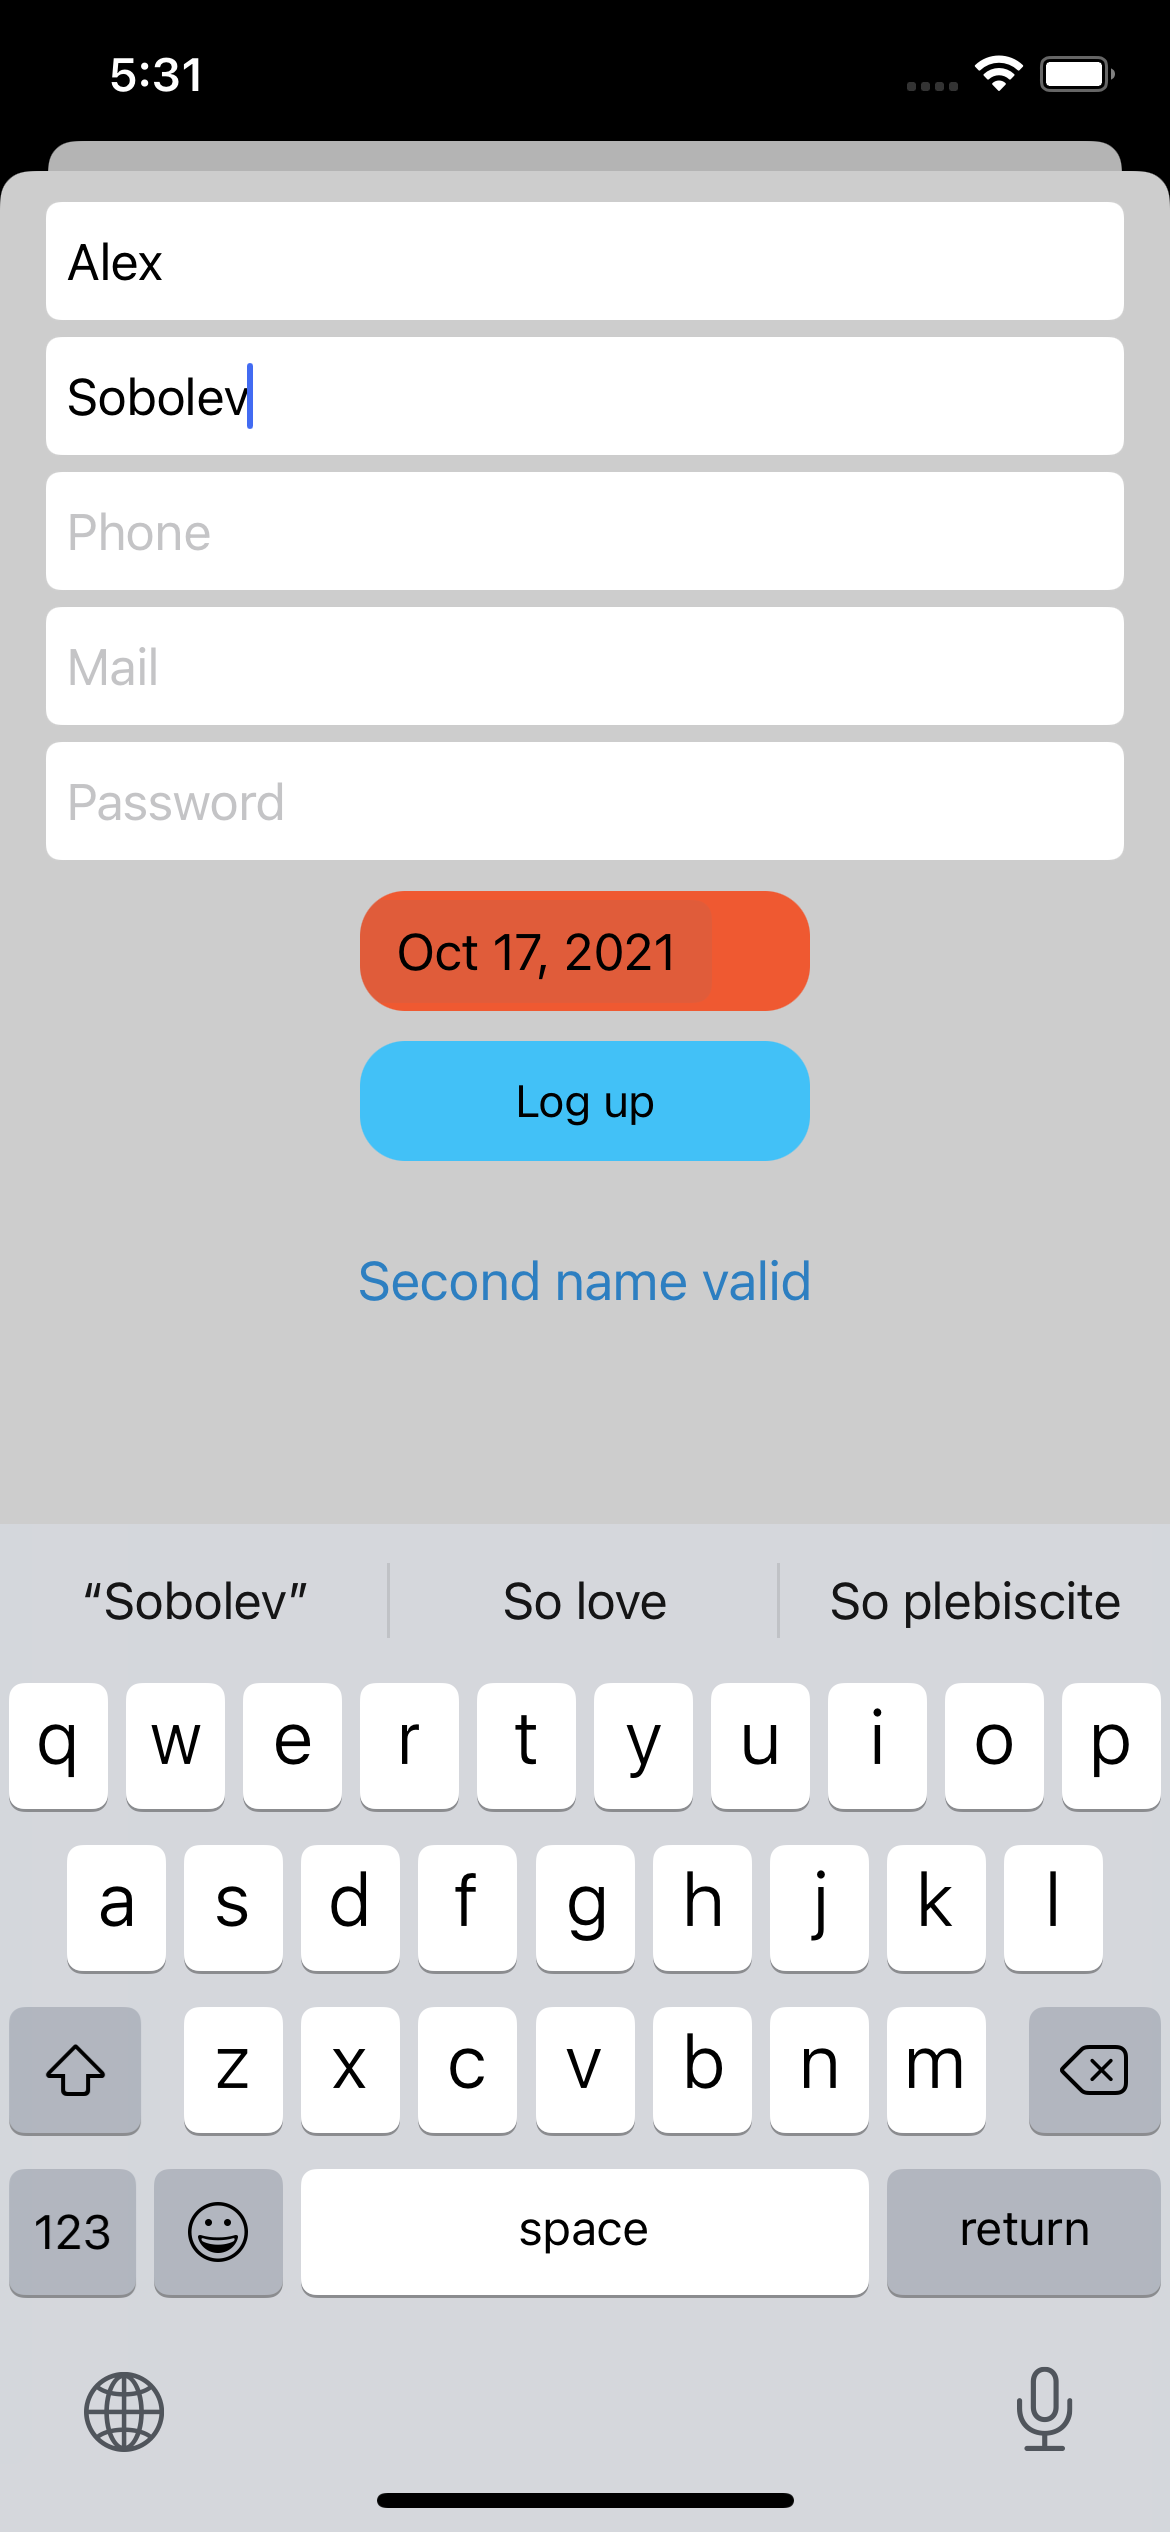 5:31
Alex
Sobolev
Phone
Mail
Password
Oct 17, 2021
Log up
Second name valid
“Sobolev” So love So plebiscite
q w e r t y u i o p
a s d f g h j k l
z x c v b n m
123 space return